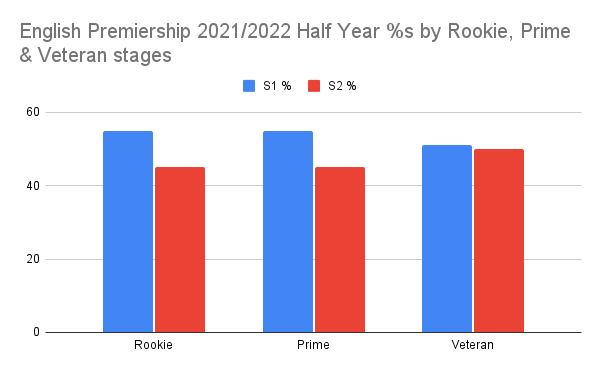 English Premiership 2021/2022 Half Year %s by Rookie, Prime
& Veteran stages
S1 % S2 %
60
40
20
0
Rookie Prime Veteran